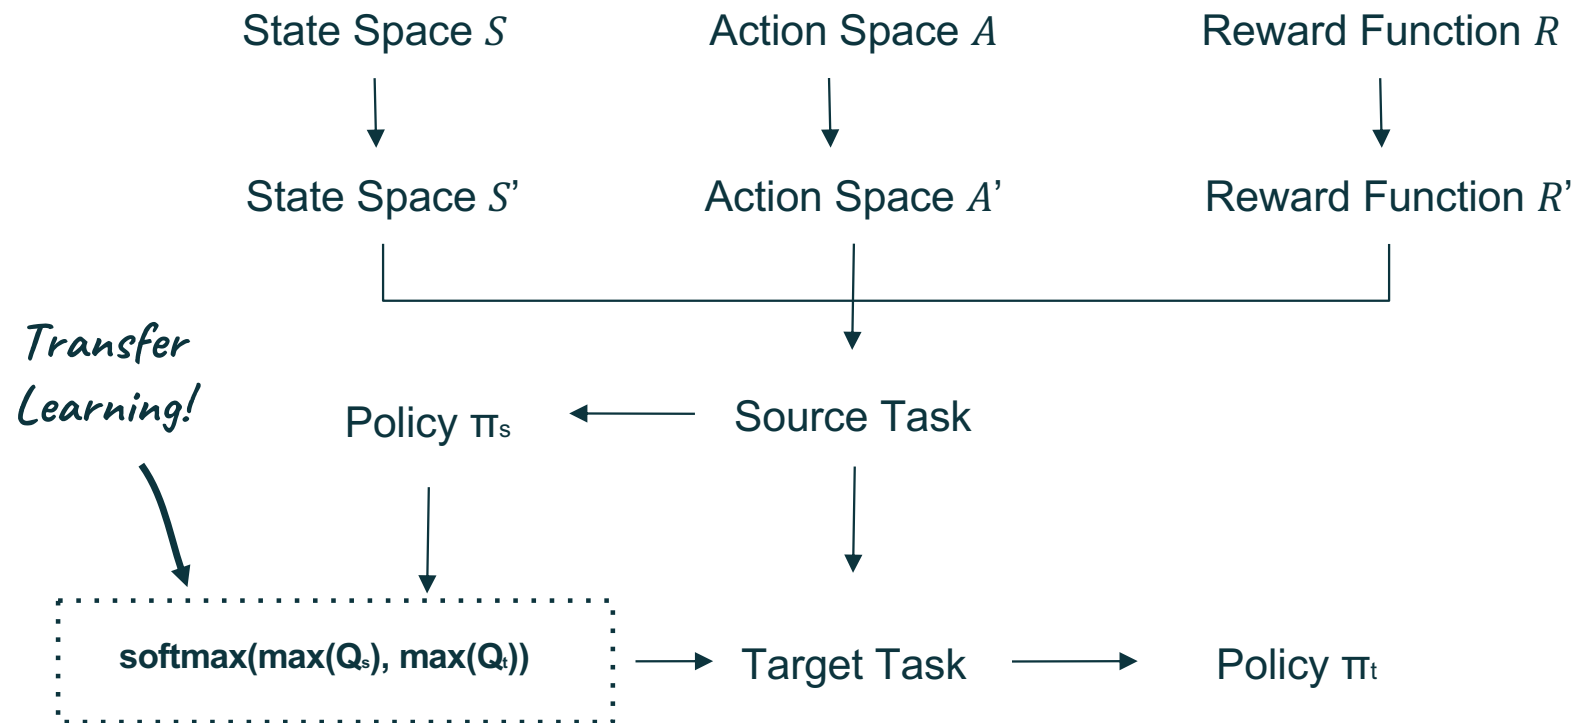 State Space S
Action Space A
Reward Function R
State Space S’
Action Space A’
Reward Function R’
Transfer
Learning!
Policy πs
Source Task
softmax(max(Qs), max(Qt))
Target Task
Policy πt